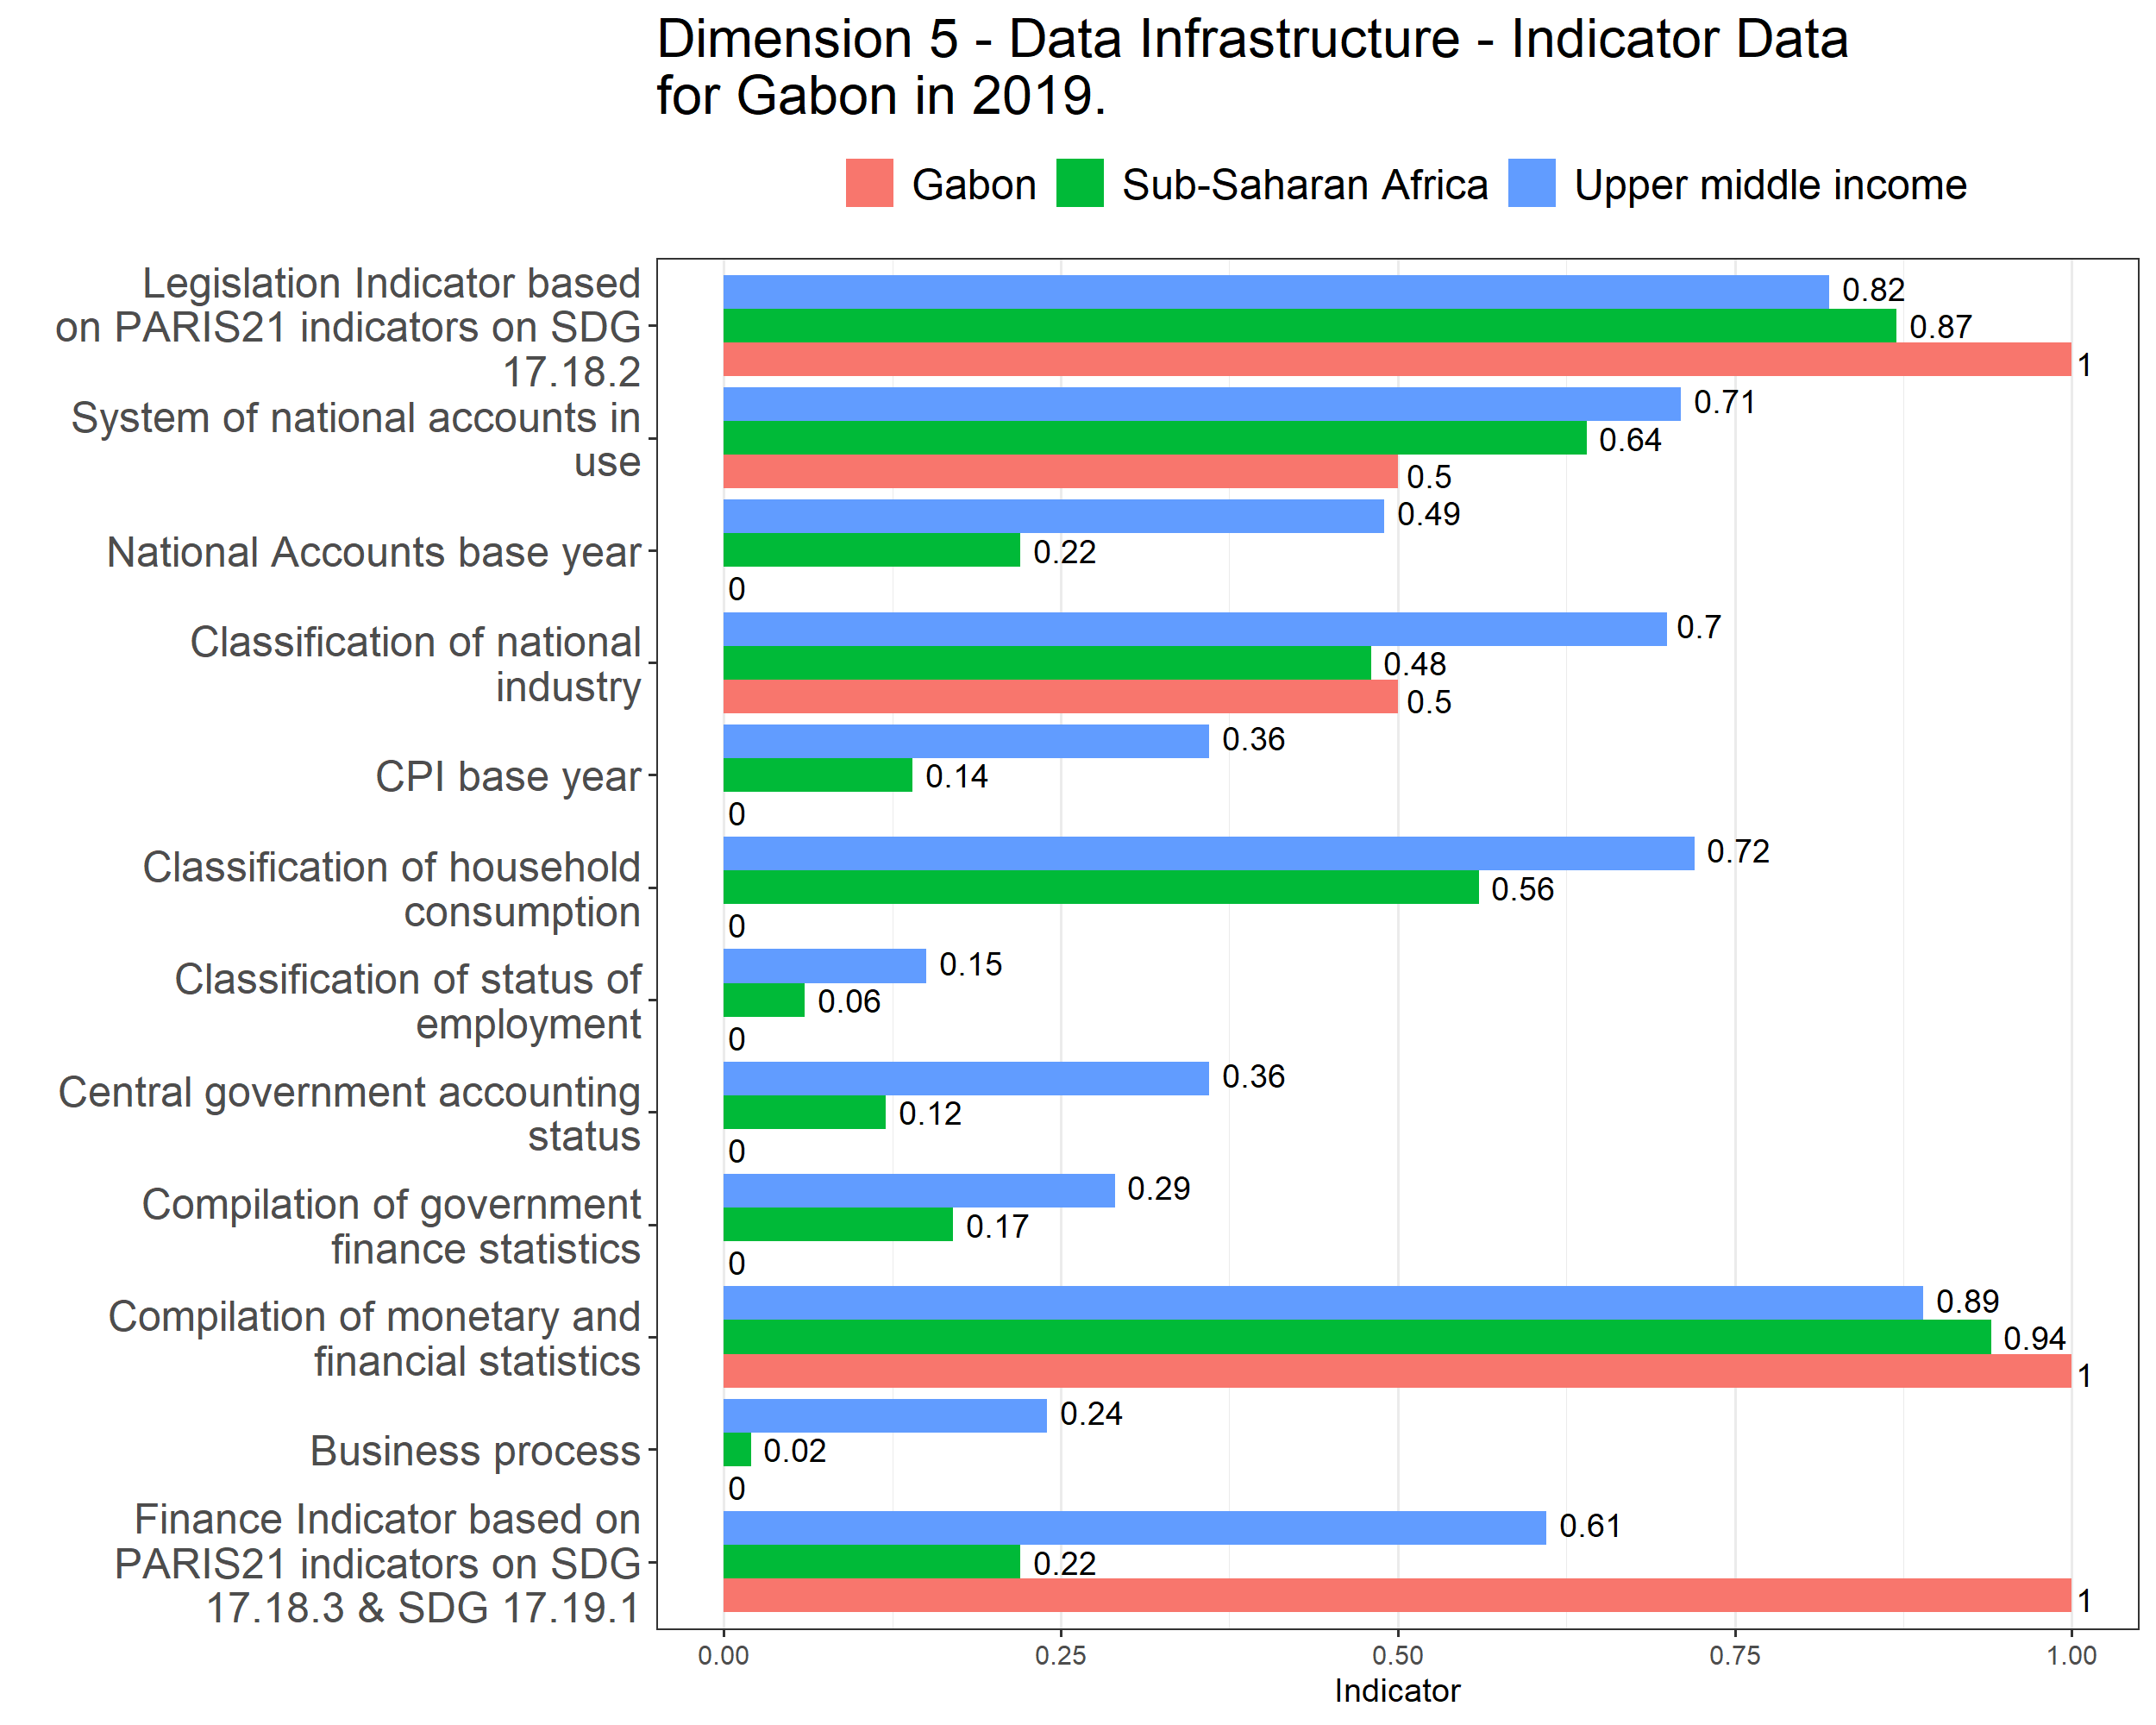 Dimension 5 - Data Infrastructure - Indicator Data
for Gabon in 2019.
Gabon
Sub-Saharan Africa
Upper middle income
Legislation Indicator based
on PARIS21 indicators on SDG
17.18.2
0.82
0.87
1
System of national accounts in
use
0.71
0.64
0.5
National Accounts base year
0.49
0.22
0
Classification of national
industry
0.7
0.48
0.5
CPI base year
0.36
0.14
0
Classification of household
consumption
0.72
0.56
0
Classification of status of
employment
0.15
0.06
0
Central government accounting
status
0.36
0.12
0
Compilation of government
finance statistics
0.29
0.17
0
Compilation of monetary and
financial statistics
0.89
0.94
1
Business process
0.24
0.02
0
Finance Indicator based on
PARIS21 indicators on SDG
17.18.3 & SDG 17.19.1
0.61
0.22
1
0.00
0.25
0.50
0.75
1.00
Indicator